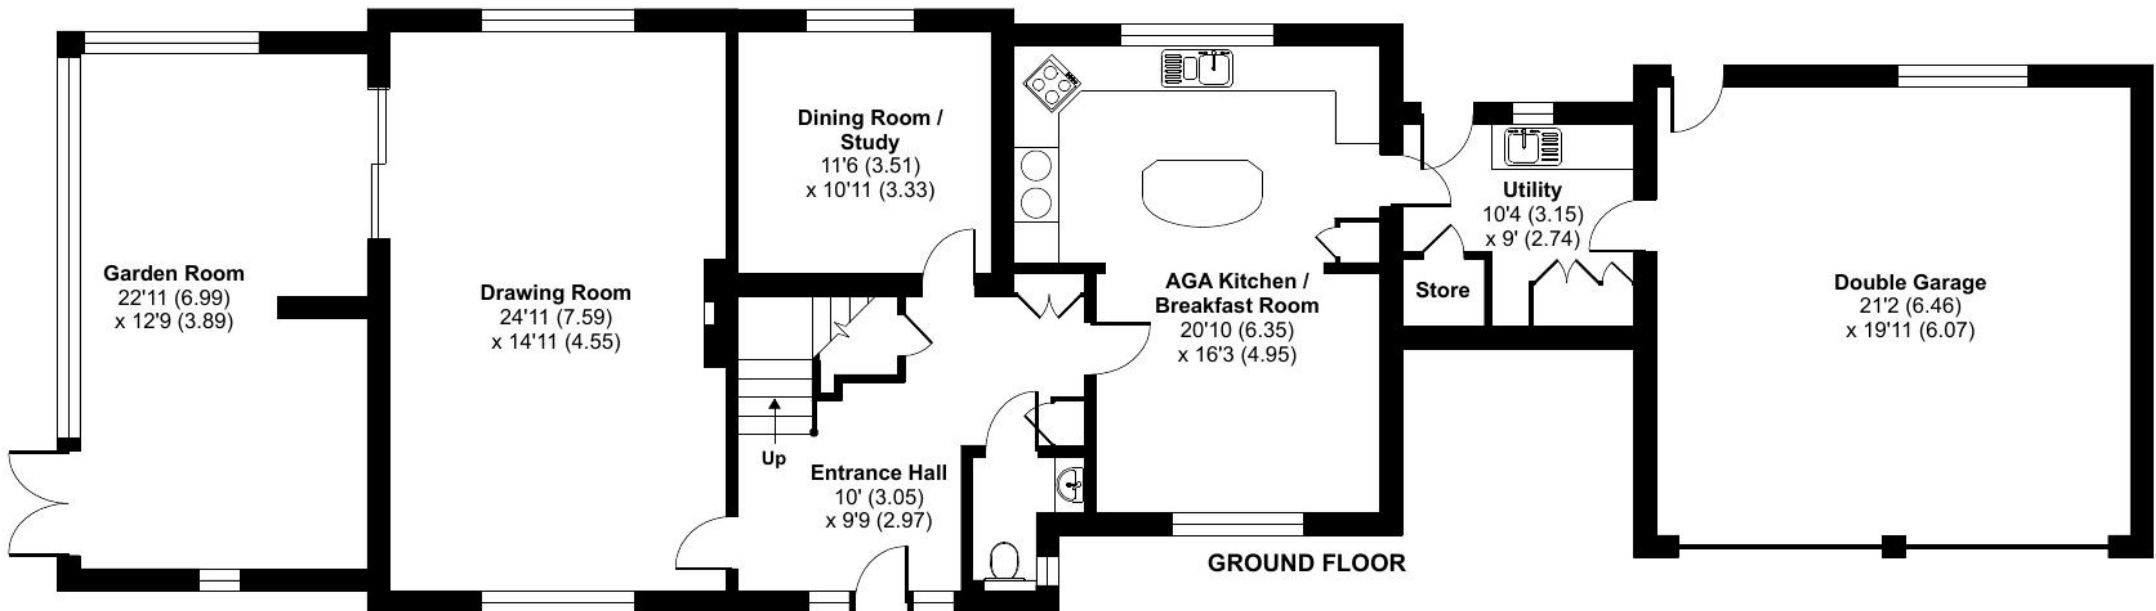 Dining Room /
Study
11'6 (3.51)
x 10'11 (3.33)
Utility
10'4 (3.15)
x 9' (2.74)
Garden Room
22'11 (6.99)
x 12'9 (3.89)
Drawing Room
24'11 (7.59)
x 14'11 (4.55)
AGA Kitchen /
Breakfast Room
20'10 (6.35)
x 16'3 (4.95)
Store
Double Garage
21'2 (6.46)
x 19'11 (6.07)
Up
Entrance Hall
10' (3.05)
x 9'9 (2.97)
GROUND FLOOR